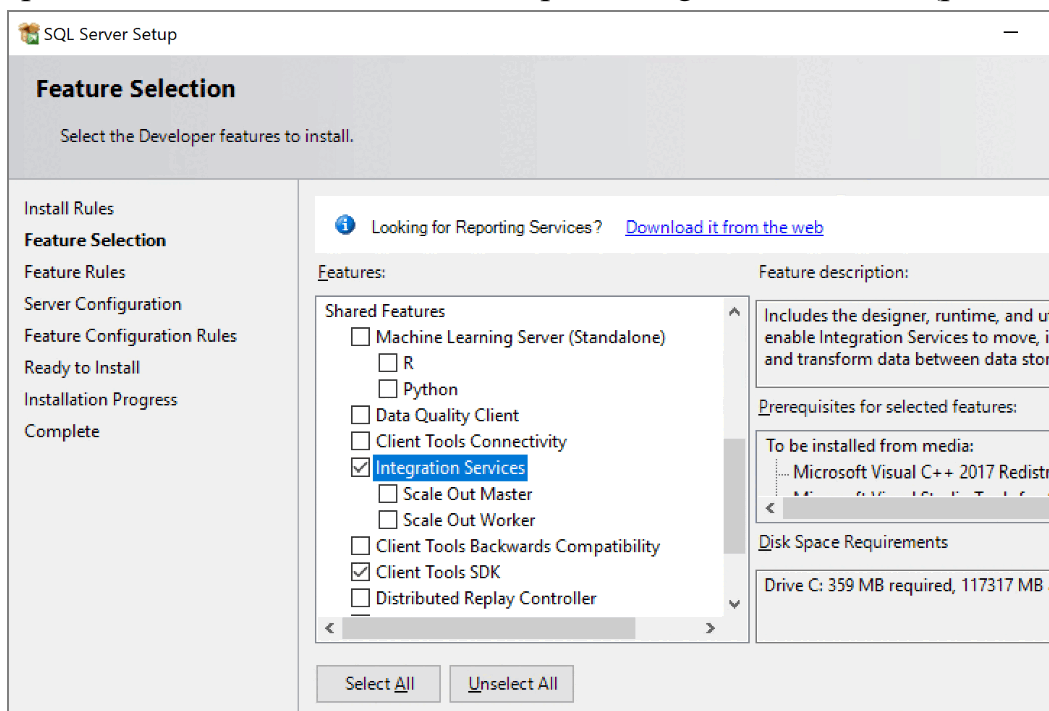 SQL Server Setup
Feature Selection
Select the Developer features to install.
Install Rules
Feature Selection
Feature Rules
Server Configuration
Feature Configuration Rules
Ready to Install
Installation Progress
Complete
Looking for Reporting Services? Download it from the web
Features:
Shared Features
Machine Learning Server (Standalone)
R
Python
Data Quality Client
Client Tools Connectivity
Integration Services
Scale Out Master
Scale Out Worker
Client Tools Backwards Compatibility
Client Tools SDK
Distributed Replay Controller
Select All
Unselect All
Feature description:
Includes the designer, runtime, and
enable Integration Services to move,
and transform data between data
Prerequisites for selected features:
To be installed from media:
Microsoft Visual C++ 2017
Disk Space Requirements
Drive C: 359 MB required, 117317 MB